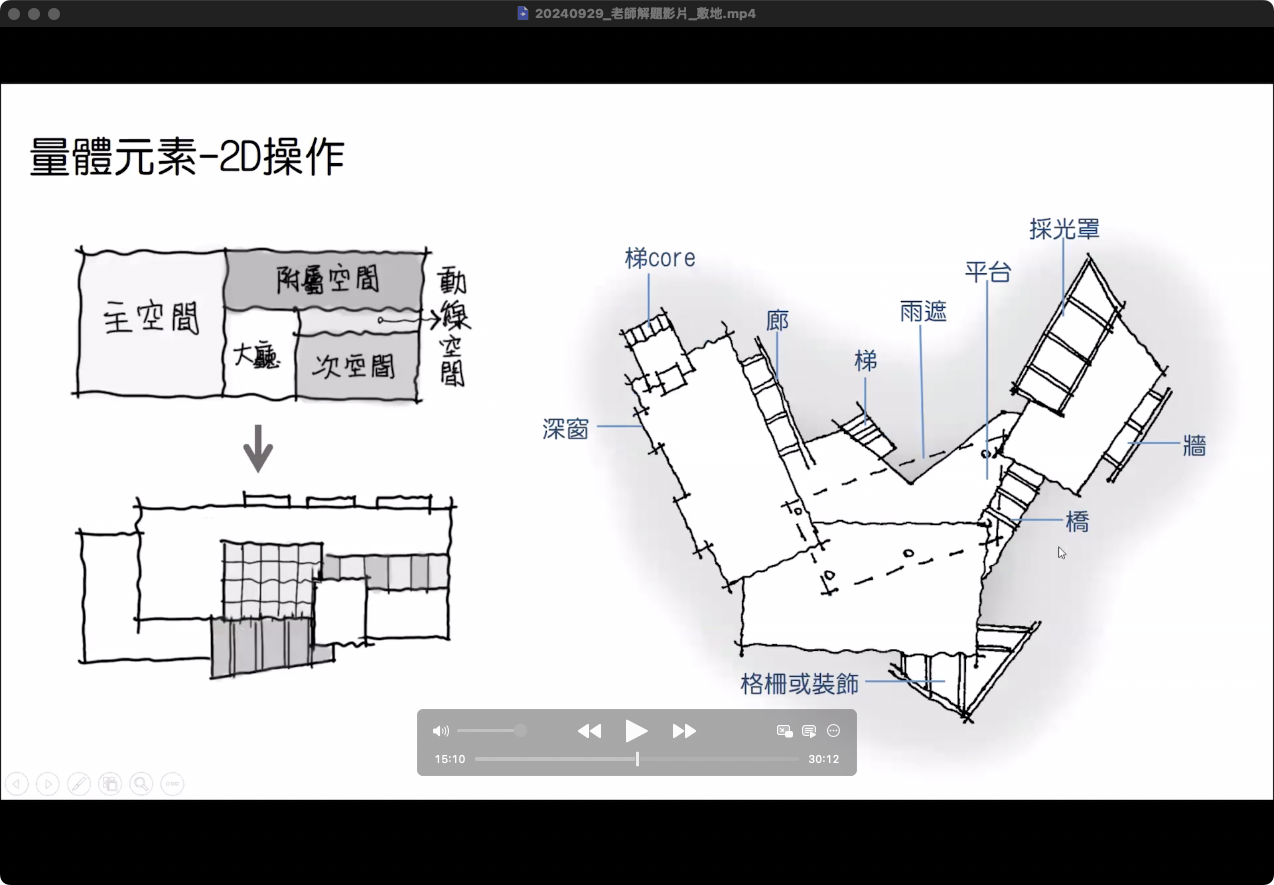 20240929_老師解題影片_敷地.mp4
量體元素-2D操作
主空間
附屬空間
大廳
次空間
動線空間
梯core
廊
梯
雨遮
平台
採光罩
深窗
牆
橋
格柵或裝飾
15:10
30:12